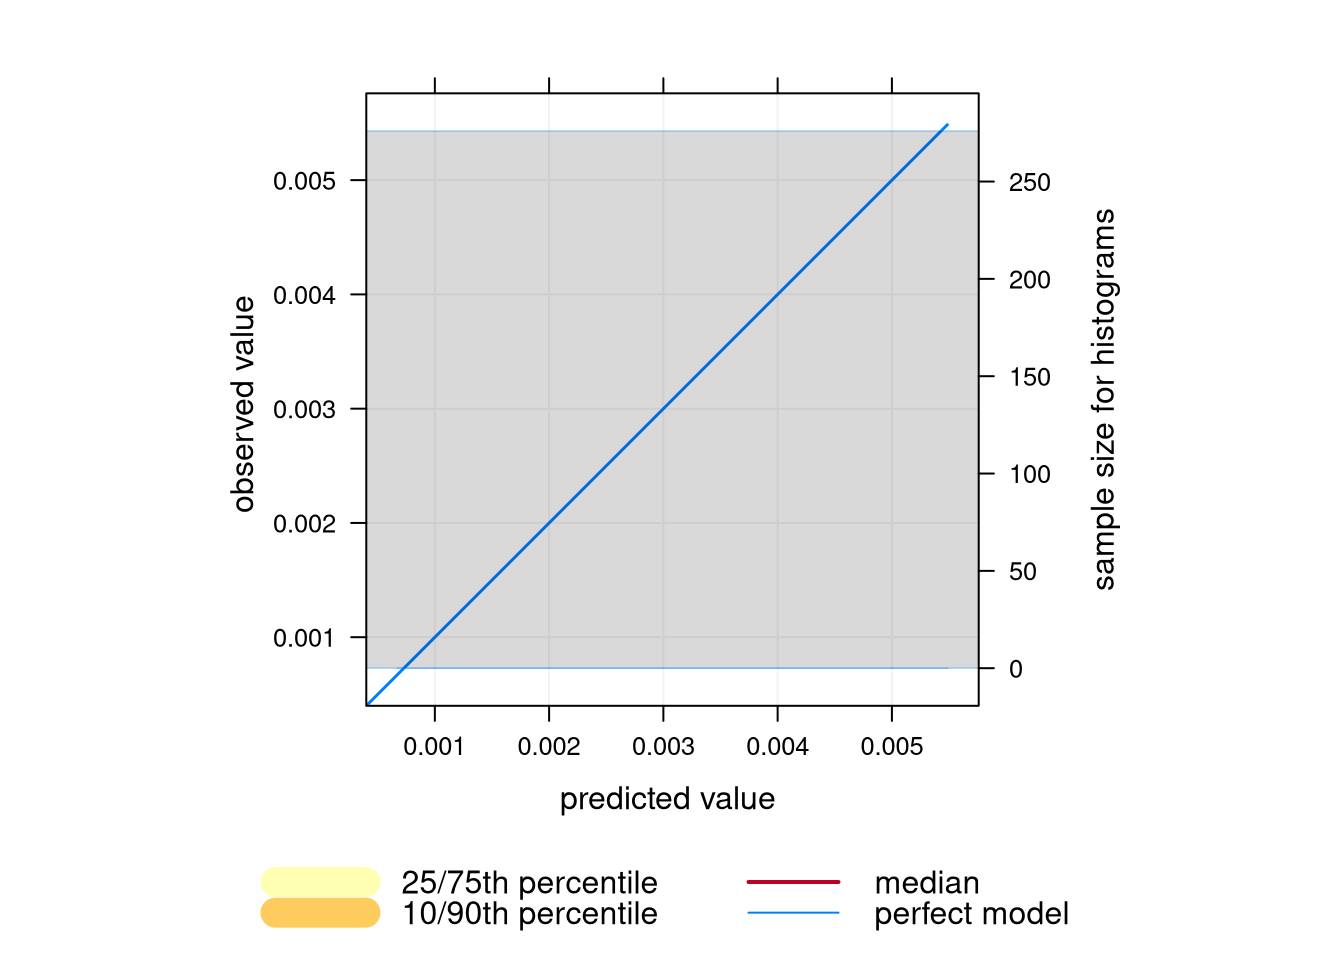 observed value
0.005
0.004
0.003
0.002
0.001
250
200
150
100
50
0
sample size for histograms
0.001 0.002 0.003 0.004 0.005
predicted value
25/75th percentile
10/90th percentile
median
perfect model